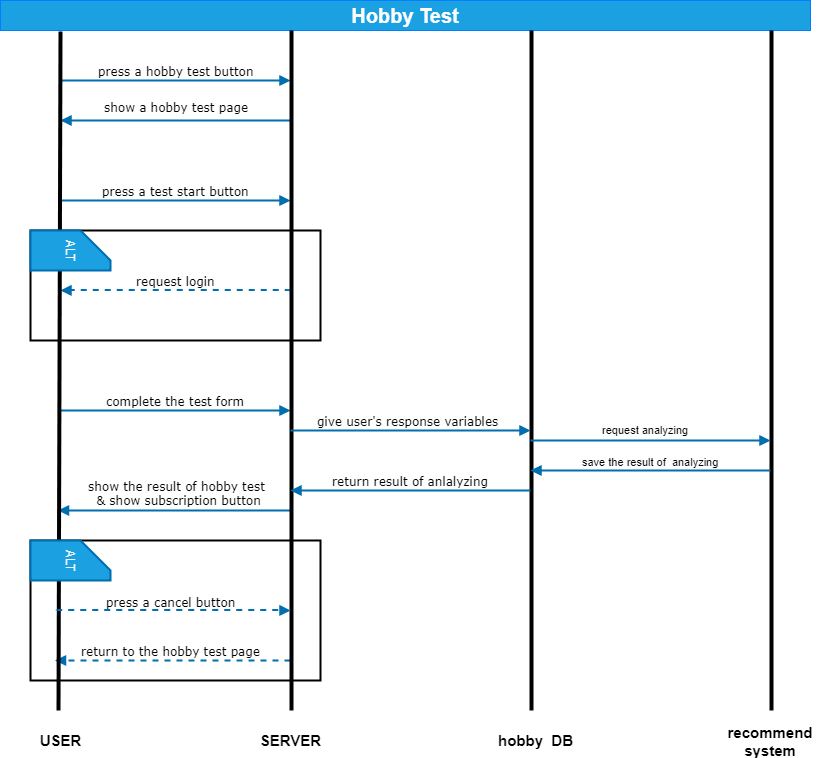 Hobby Test
press a hobby test button
show a hobby test page
press a test start button
ALT
request login
complete the test form
give user's response variables
request analyzing
save the result of analyzing
return result of anlalyzing
show the result of hobby test
& show subscription button
ALT
press a cancel button
return to the hobby test page
USER
SERVER
hobby DB
recommend
system